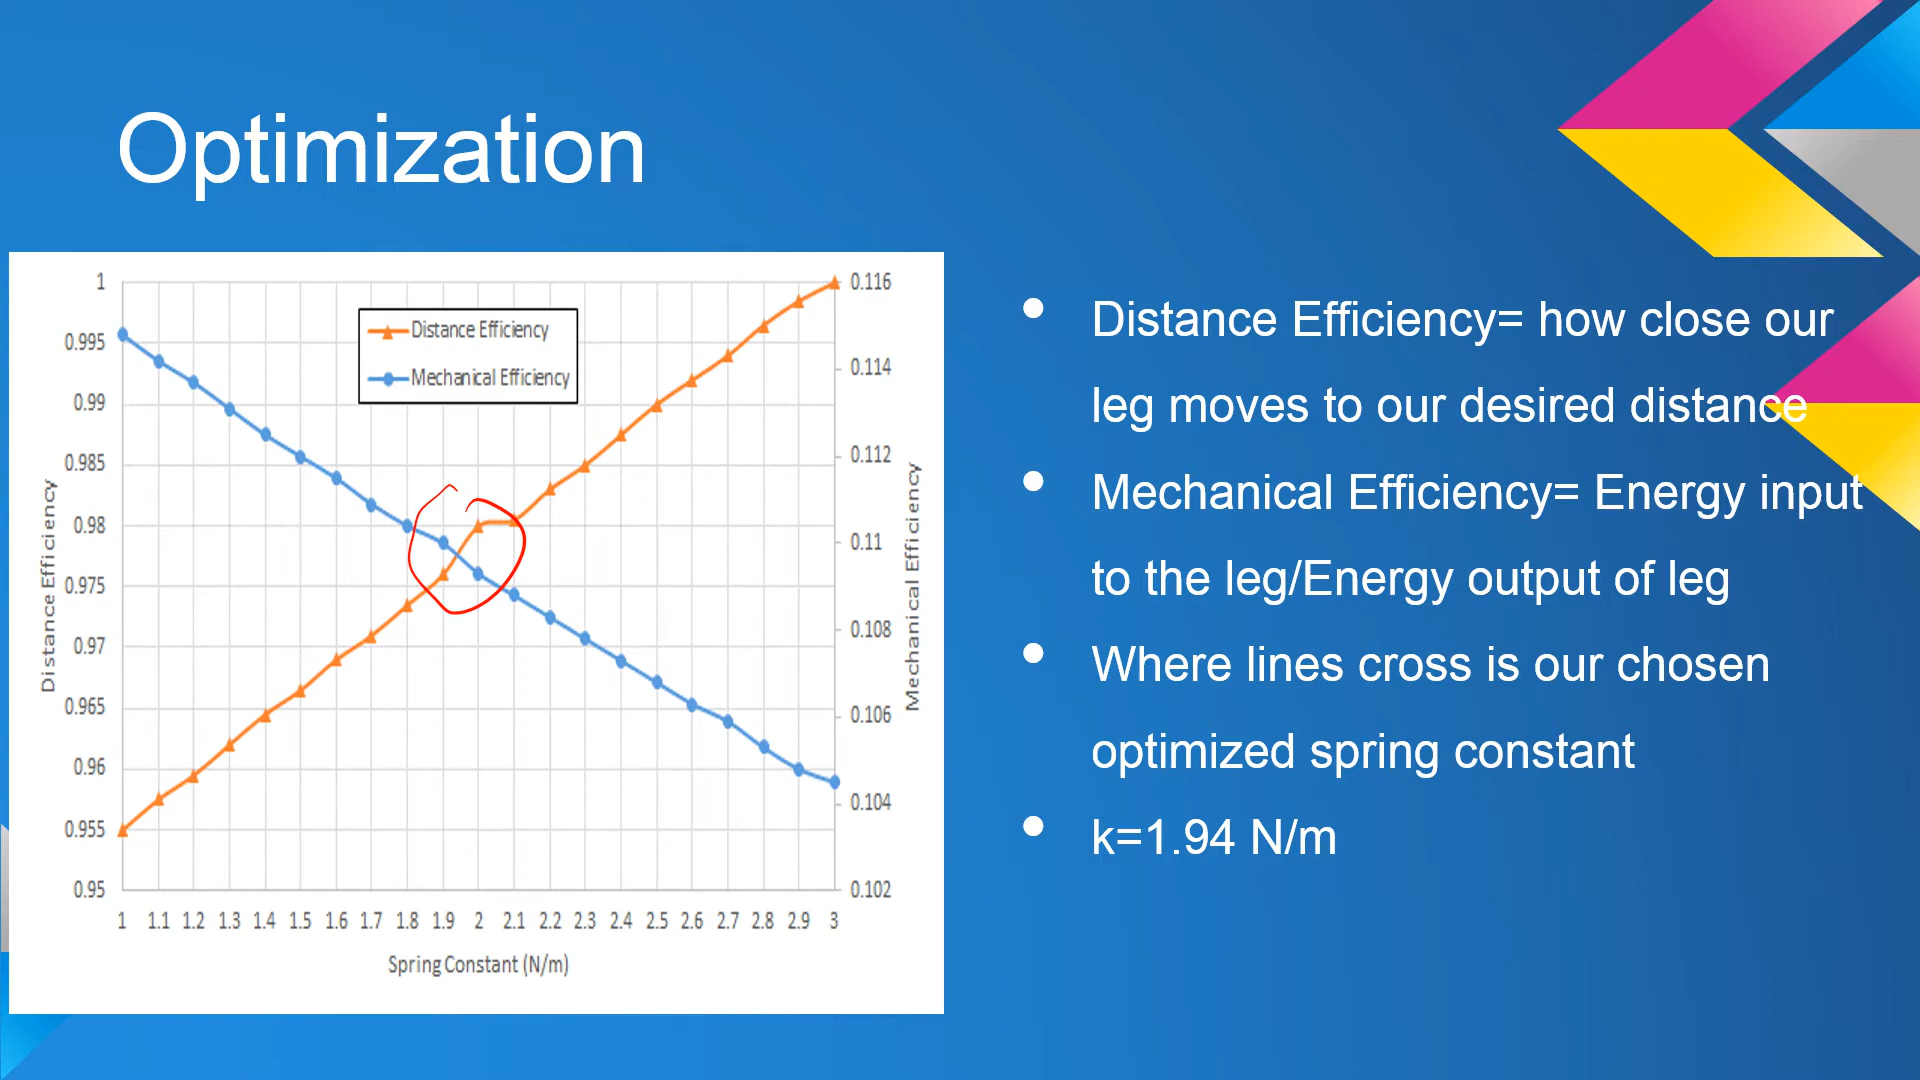 Optimization
1
0.995
0.99
0.985
0.98
0.975
0.97
0.965
0.96
0.955
0.95
Distance Efficiency
Distance Efficiency
Mechanical Efficiency
0.116
0.114
0.112
0.11
0.108
0.106
0.104
0.102
Mechanical Efficiency
1 1.1 1.2 1.3 1.4 1.5 1.6 1.7 1.8 1.9 2 2.1 2.2 2.3 2.4 2.5 2.6 2.7 2.8 2.9 3
Spring Constant (N/m)
• Distance Efficiency= how close our
leg moves to our desired distance
• Mechanical Efficiency= Energy input
to the leg/Energy output of leg
• Where lines cross is our chosen
optimized spring constant
• k=1.94 N/m